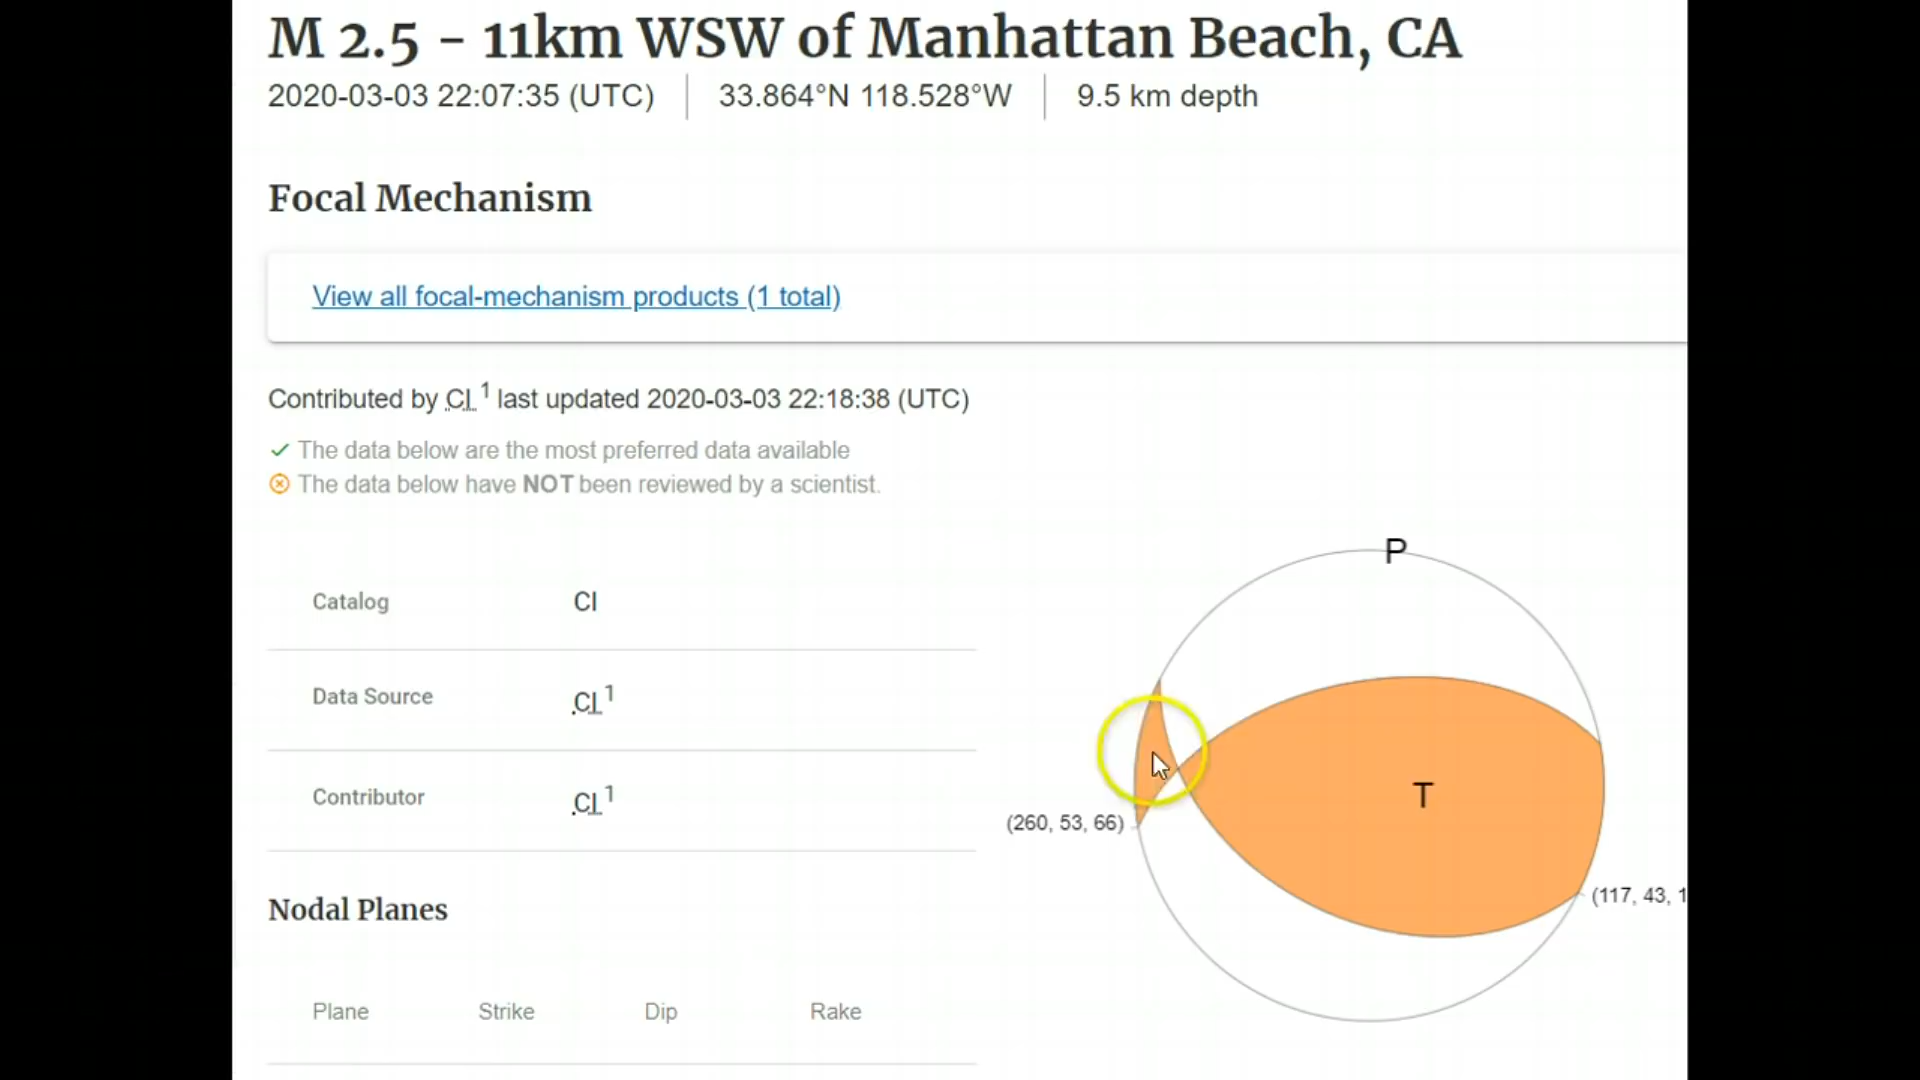 M 2.5 - 11km WSW of Manhattan Beach, CA
2020-03-03 22:07:35 (UTC) 33.864°N 118.528°W 9.5 km depth
Focal Mechanism
View all focal-mechanism products (1 total)
Contributed by CI 1 last updated 2020-03-03 22:18:38 (UTC)
The data below are the most preferred data available
The data below have NOT been reviewed by a scientist.
P
Catalog CI
Data Source CI 1
T
Contributor CI 1
(260, 53, 66)
(117, 43, 1
Nodal Planes
Plane Strike Dip Rake